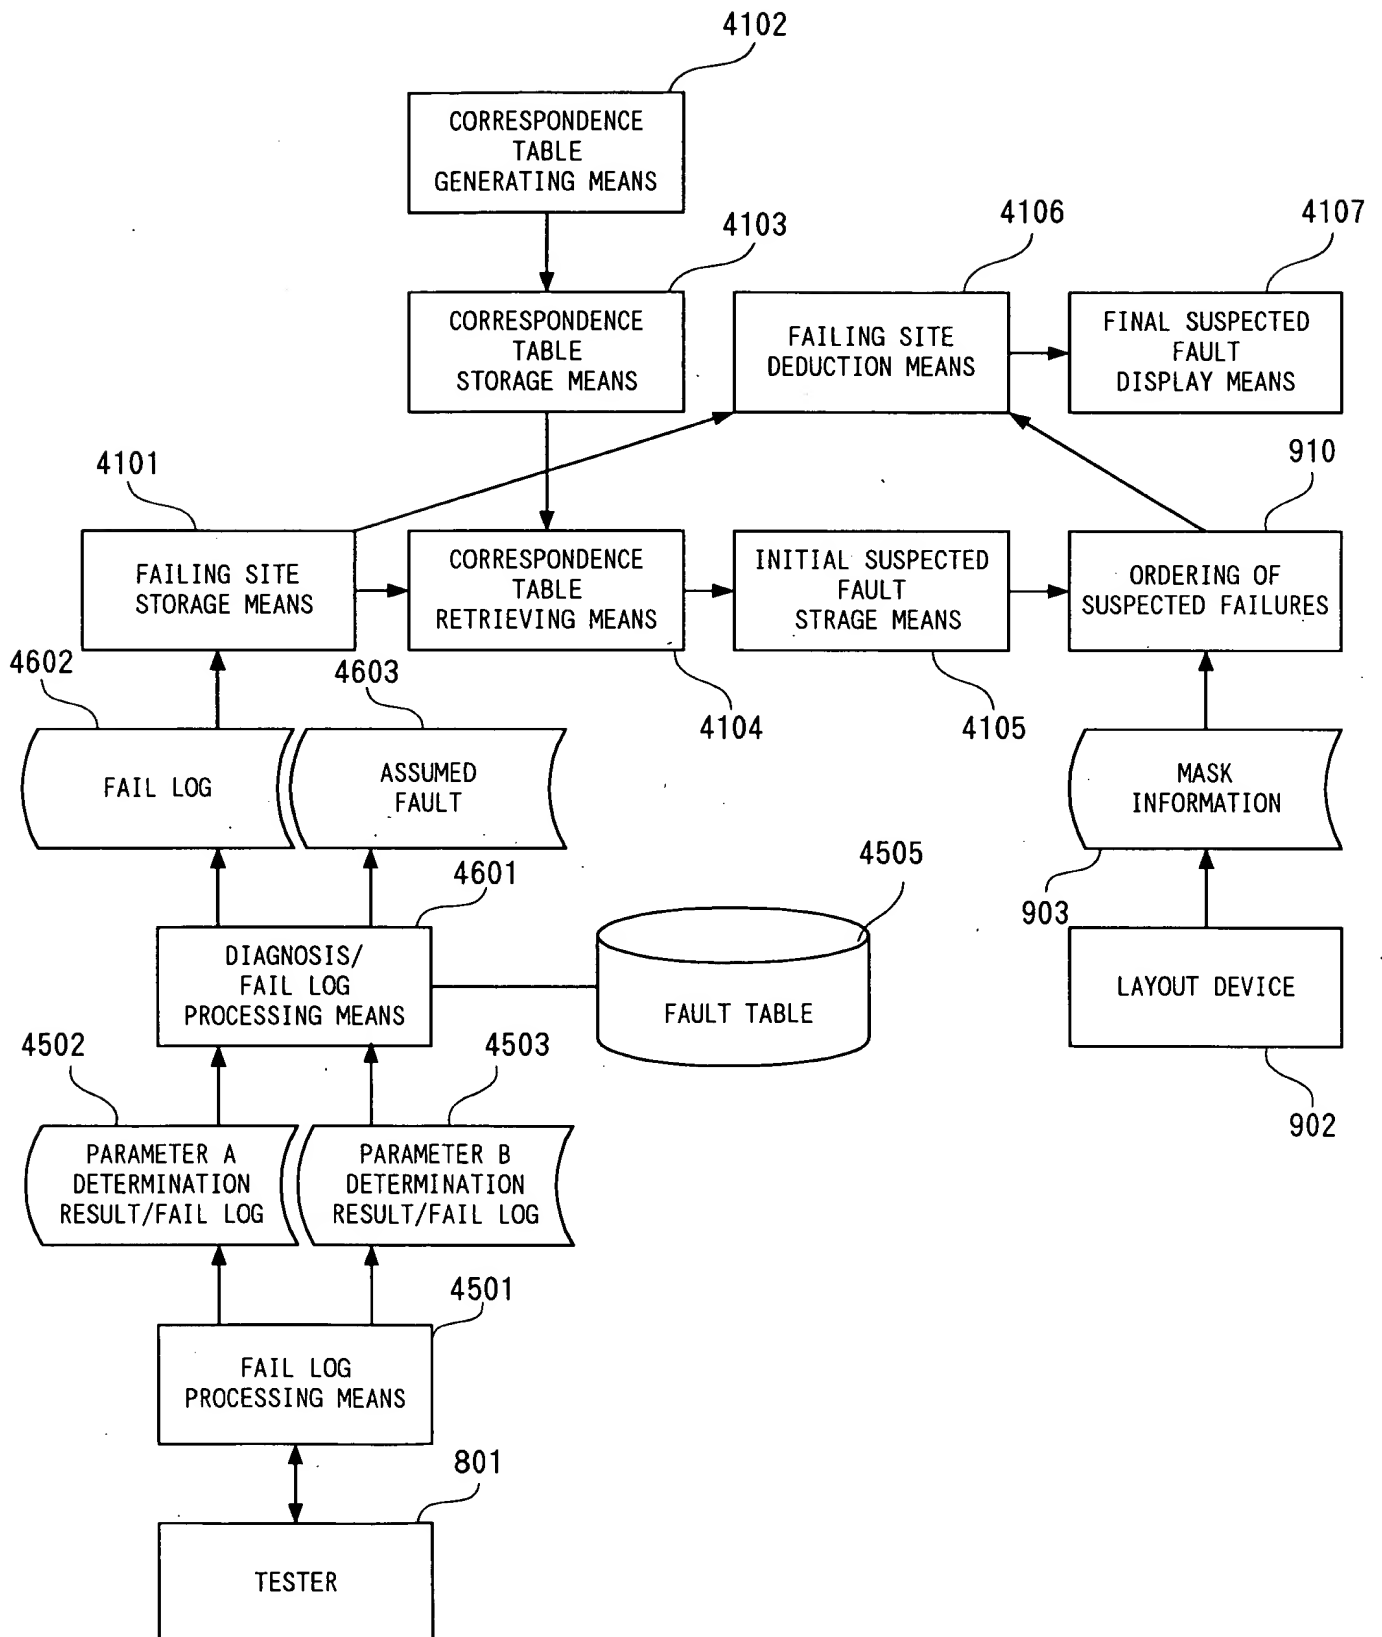 4102
CORRESPONDENCE
TABLE
GENERATING MEANS
4103
4106
4107
CORRESPONDENCE
TABLE
STORAGE MEANS
FAILING SITE
DEDUCTION MEANS
FINAL SUSPECTED
FAULT
DISPLAY MEANS
4101
910
FAILING SITE
STORAGE MEANS
CORRESPONDENCE
TABLE
RETRIEVING MEANS
INITIAL SUSPECTED
FAULT
STRAGE MEANS
ORDERING OF
SUSPECTED FAILURES
4602
4603
4104
4105
FAIL LOG
ASSUMED
FAULT
MASK
INFORMATION
4601
4505
903
DIAGNOSIS/
FAIL LOG
PROCESSING MEANS
FAULT TABLE
LAYOUT DEVICE
4502
4503
902
PARAMETER A
DETERMINATION
RESULT/FAIL LOG
PARAMETER B
DETERMINATION
RESULT/FAIL LOG
4501
FAIL LOG
PROCESSING MEANS
801
TESTER